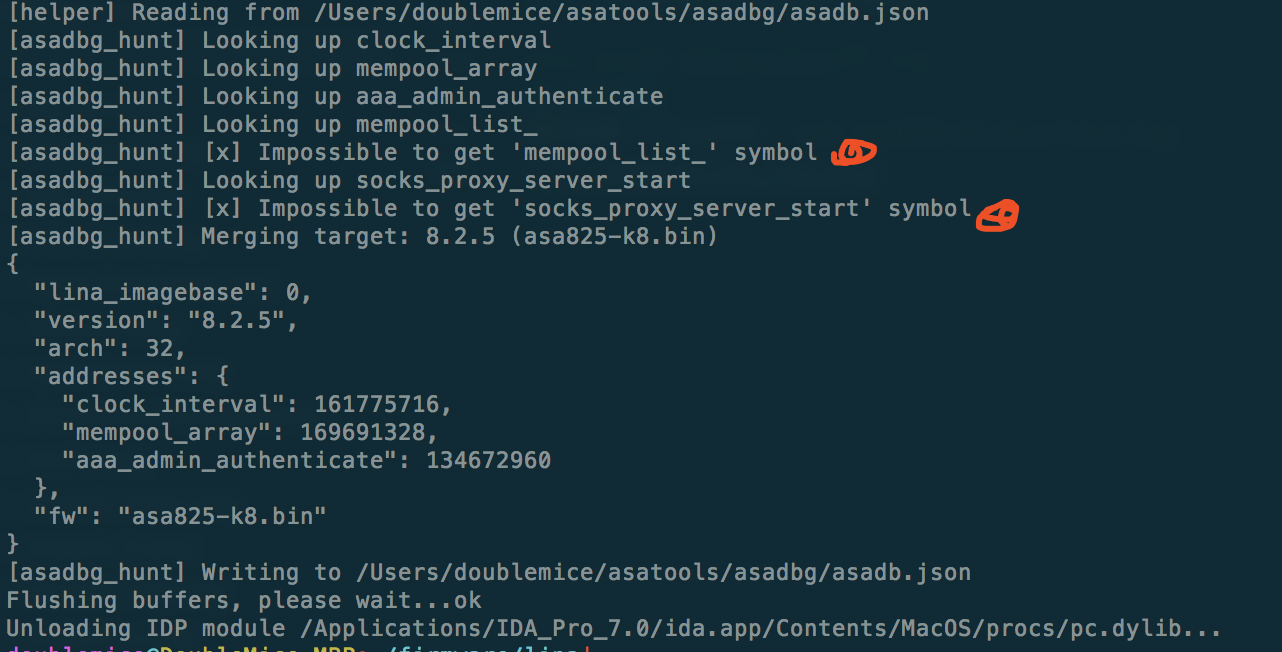 [helper] Reading from /Users/doublemice/asatools/asadbg/asadb.json
[asadbg_hunt] Looking up clock_interval
[asadbg_hunt] Looking up mempool_array
[asadbg_hunt] Looking up aaa_admin_authenticate
[asadbg_hunt] Looking up mempool_list_
[asadbg_hunt] [x] Impossible to get 'mempool_list_' symbol
[asadbg_hunt] Looking up socks_proxy_server_start
[asadbg_hunt] [x] Impossible to get 'socks_proxy_server_start' symbol
[asadbg_hunt] Merging target: 8.2.5 (asa825-k8.bin)
{
  "lina_imagebase": 0,
  "version": "8.2.5",
  "arch": 32,
  "addresses": {
    "clock_interval": 161775716,
    "mempool_array": 169691328,
    "aaa_admin_authenticate": 134672960
  },
  "fw": "asa825-k8.bin"
}
[asadbg_hunt] Writing to /Users/doublemice/asatools/asadbg/asadb.json
Flushing buffers, please wait...ok
Unloading IDP module /Applications/IDA_Pro_7.0/ida.app/Contents/MacOS/procs/pc.dylib...